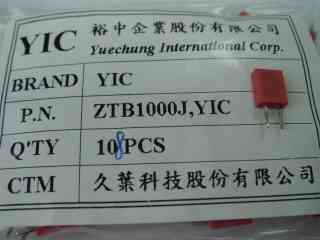 YIC 裕中企業股份有限公司
Yuechung International Corp.
BRAND YIC
P.N. ZTB1000J,YIC
Q'TY 108PCS
CTM 久葉科技股份有限公司